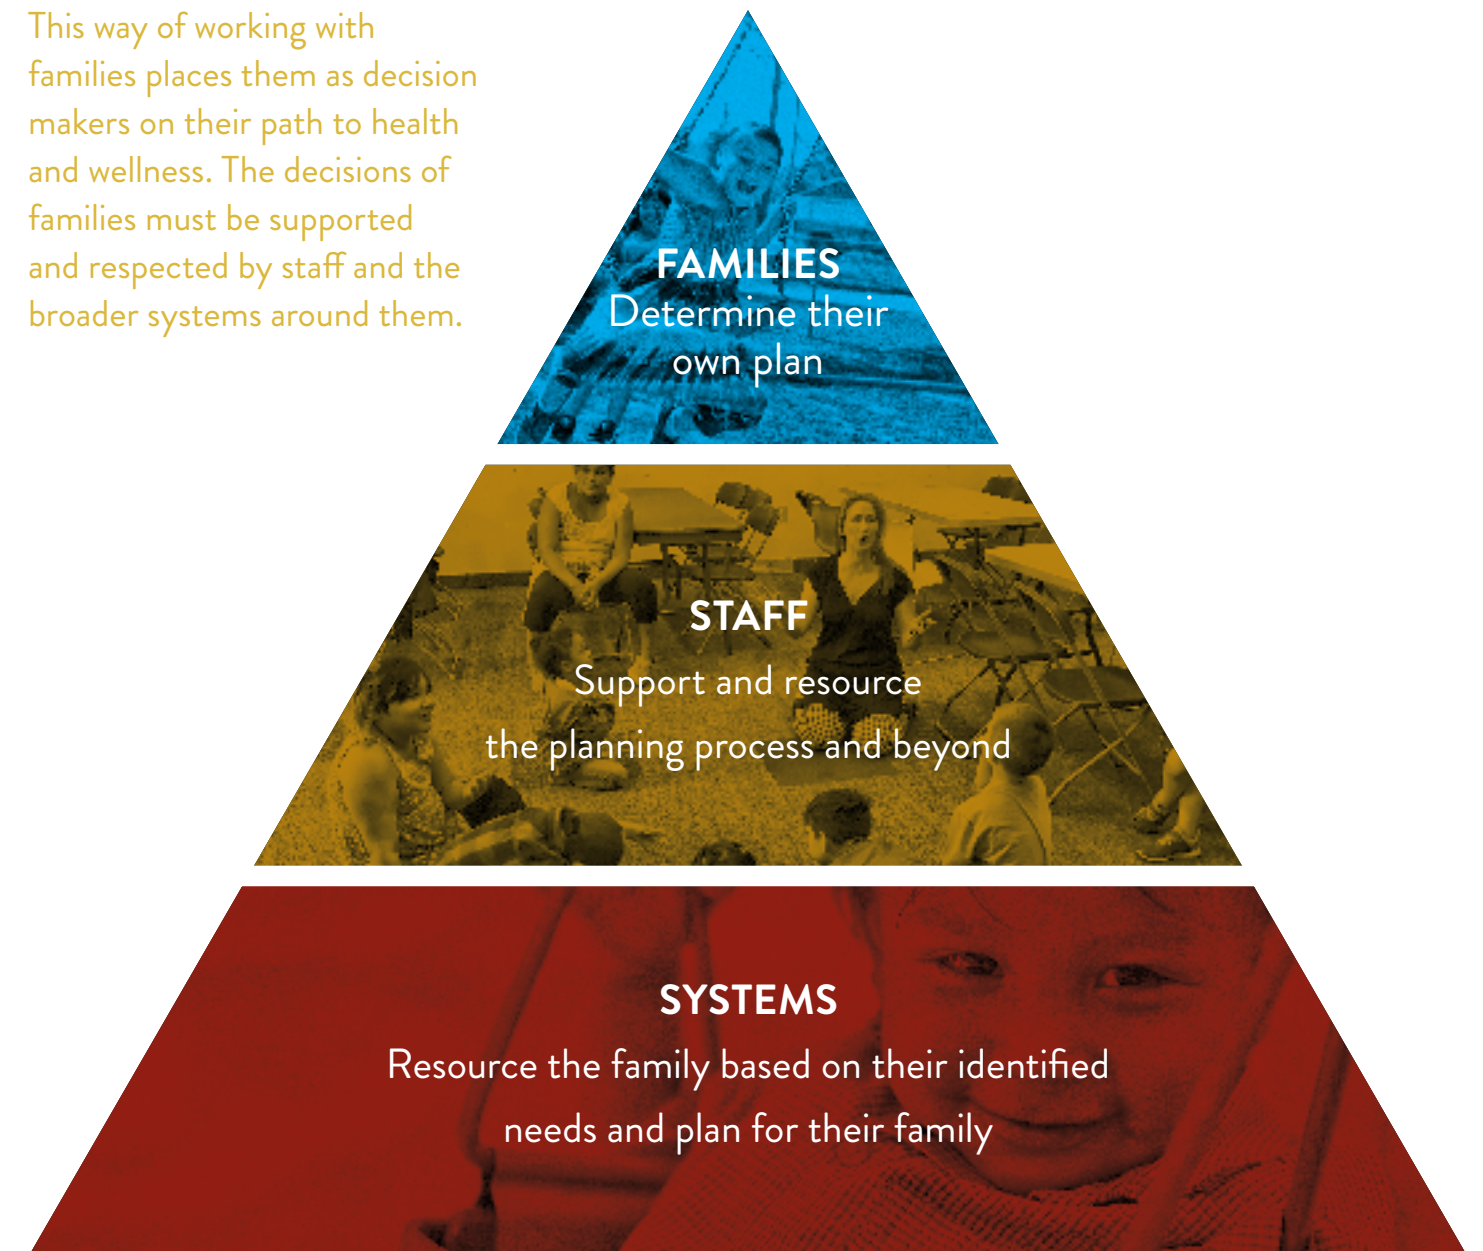 This way of working with
families places them as decision
makers on their path to health
and wellness. The decisions of
families must be supported
and respected by staff and the
broader systems around them.
FAMILIES
Determine their
own plan
STAFF
Support and resource
the planning process and beyond
SYSTEMS
Resource the family based on their identified
needs and plan for their family